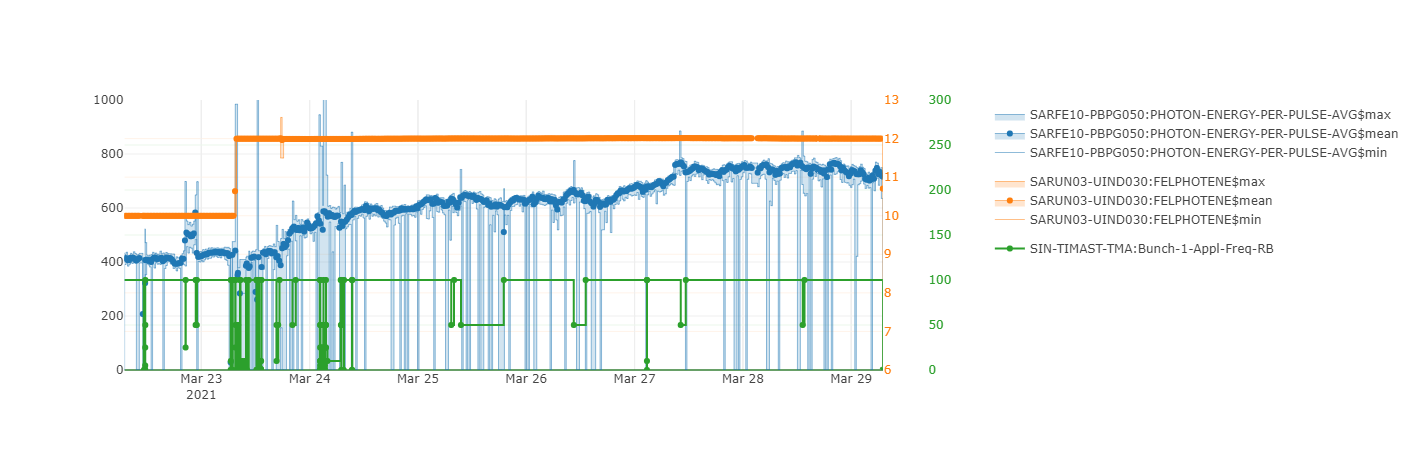 1000
800
600
400
200
0
13
12
11
10
9
8
7
6
300
250
200
150
100
50
0
Mar 23
2021
Mar 24
Mar 25
Mar 26
Mar 27
Mar 28
Mar 29
SARFE10-PBPG050:PHOTON-ENERGY-PER-PULSE-AVG$max
SARFE10-PBPG050:PHOTON-ENERGY-PER-PULSE-AVG$mean
SARFE10-PBPG050:PHOTON-ENERGY-PER-PULSE-AVG$min
SARUN03-UIND030:FELPHOTENE$max
SARUN03-UIND030:FELPHOTENE$mean
SARUN03-UIND030:FELPHOTENE$min
SIN-TIMAST-TMA:Bunch-1-Appl-Freq-RB